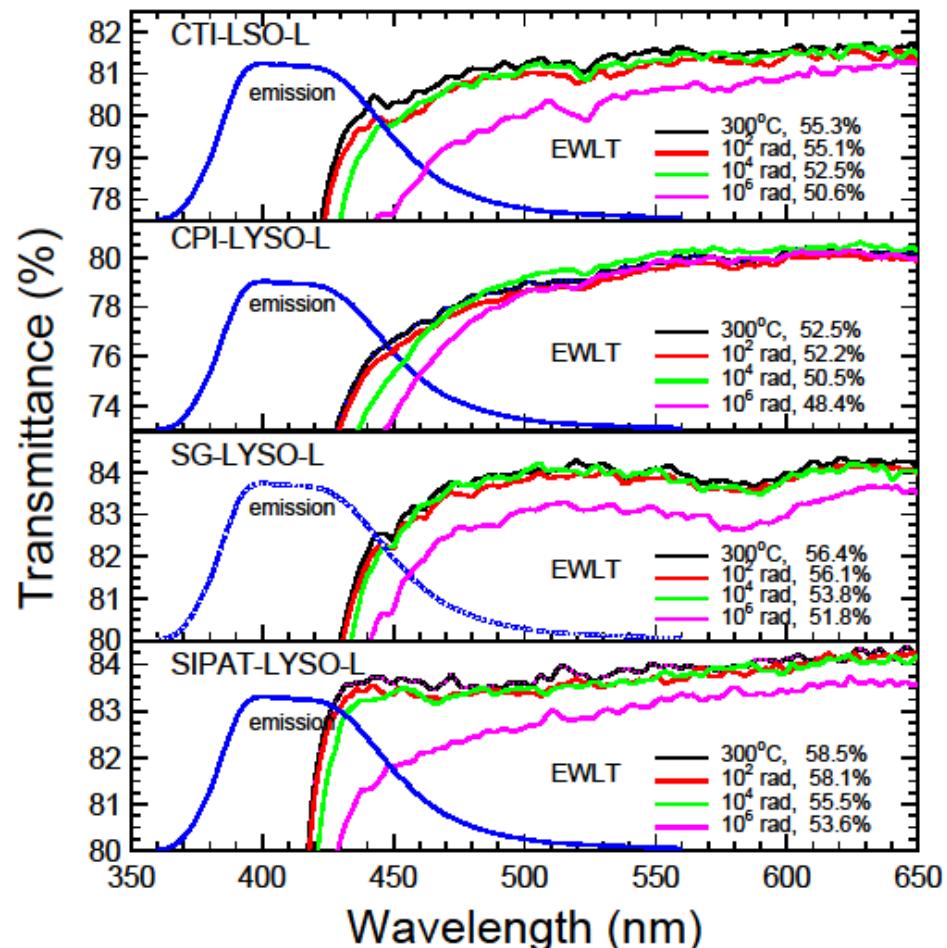 Transmittance (%)
82
81
80
79
78
CTI-LSO-L
emission
EWLT
300°C, 55.3%
10² rad, 55.1%
10⁴ rad, 52.5%
10⁶ rad, 50.6%
80
78
76
74
CPI-LYSO-L
emission
EWLT
300°C, 52.5%
10² rad, 52.2%
10⁴ rad, 50.5%
10⁶ rad, 48.4%
84
83
82
81
80
SG-LYSO-L
emission
EWLT
300°C, 56.4%
10² rad, 56.1%
10⁴ rad, 53.8%
10⁶ rad, 51.8%
84
83
82
81
80
SIPAT-LYSO-L
emission
EWLT
300°C, 58.5%
10² rad, 58.1%
10⁴ rad, 55.5%
10⁶ rad, 53.6%
350 400 450 500 550 600 650
Wavelength (nm)